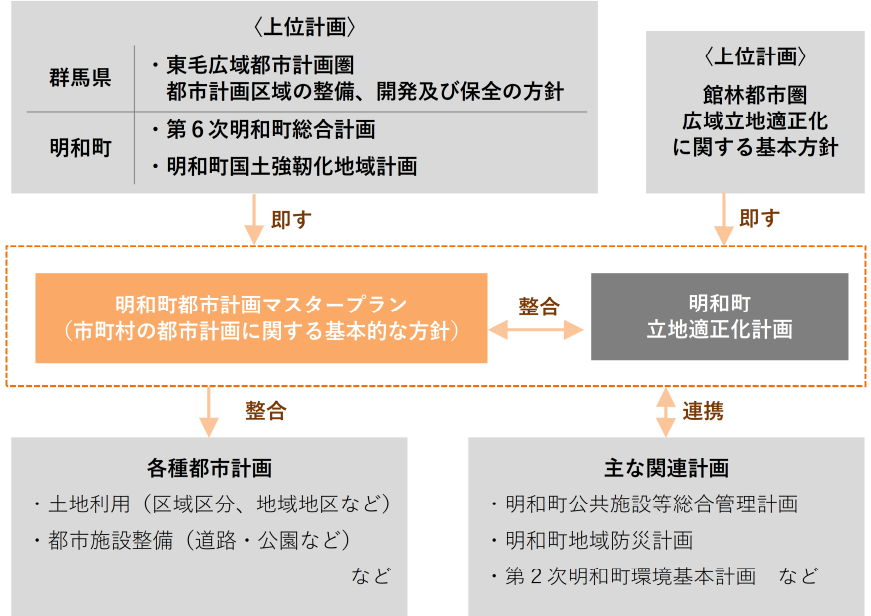 〈上位計画〉
群馬県
・東毛広域都市計画圏
都市計画区域の整備、開発及び保全の方針
明和町
・第６次明和町総合計画
・明和町国土強靭化地域計画
〈上位計画〉
館林都市圏
広域立地適正化
に関する基本方針
即す
即す
明和町都市計画マスタープラン
（市町村の都市計画に関する基本的な方針）
整合
明和町
立地適正化計画
整合
連携
各種都市計画
・土地利用（区域区分、地域地区など）
・都市施設整備（道路・公園など）
など
主な関連計画
・明和町公共施設等総合管理計画
・明和町地域防災計画
・第２次明和町環境基本計画　など